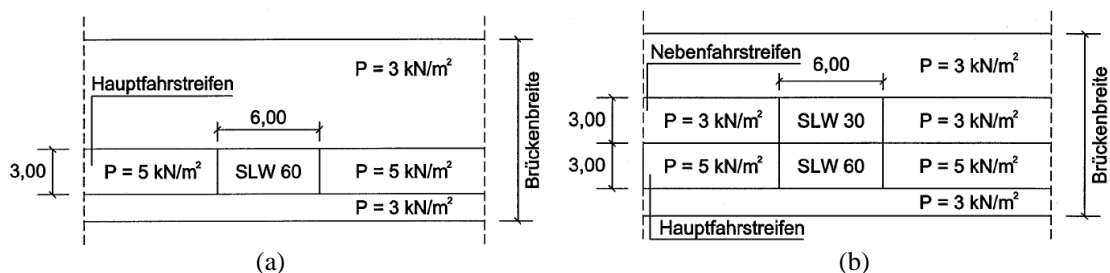 P = 3 kN/m²
Hauptfahrstreifen
6,00
3,00
P = 5 kN/m²
SLW 60
P = 5 kN/m²
P = 3 kN/m²
Brückenbreite
(a)
Nebenfahrstreifen
6,00
P = 3 kN/m²
3,00
P = 3 kN/m²
SLW 30
P = 3 kN/m²
3,00
P = 5 kN/m²
SLW 60
P = 5 kN/m²
P = 3 kN/m²
Hauptfahrstreifen
Brückenbreite
(b)